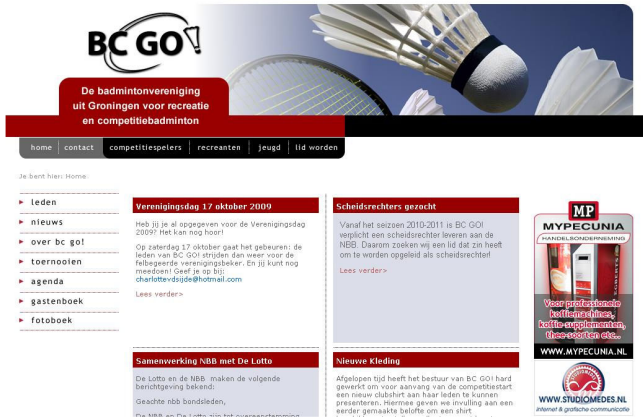 BC GO!
De badmintonvereniging
uit Groningen voor recreatie
en competitiebadminton
home contact competitiespelers recreanten jeugd lid worden
Je bent hier: Home
leden
nieuws
over bc go!
toernooien
agenda
gastenboek
fotoboek
Verenigingsdag 17 oktober 2009
Heb jij je al opgegeven voor de Verenigingsdag
2009? Het kan nog hoor!
Op zaterdag 17 oktober gaat het gebeuren: de
leden van BC GO! strijden dan weer voor de
felbegeerde verenigingsbeker. En jij kunt nog
meedoen! Geef je op bij:
charlottevdsijde@hotmail.com
Lees verder>
Scheidsrechters gezocht
Vanaf het seizoen 2010-2011 is BC GO!
verplicht een scheidsrechter leveren aan de
NBB. Daarom zoeken wij een lid dat zin heeft
om te worden opgeleid als scheidsrechter!
Lees verder>
Samenwerking NBB met De Lotto
De Lotto en de NBB maken de volgende
berichtgeving bekend:
Geachte nbb bondsleden,
De NBB en De Lotto zijn tot overeenstemming
Nieuwe Kleding
Afgelopen tijd heeft het bestuur van BC GO! hard
gewerkt om voor aanvang van de competitiestart
een nieuw clubshirt aan haar leden te kunnen
presenteren. Hiermee geven we invulling aan een
eerder gemaakte belofte om een shirt
MP
MYPECUNIA
HANDELSONDERNEMING
Voor professionele
koffiemachines,
koffie-supplementen,
thee-soorten etc..
WWW.MYPECUNIA.NL
WWW.STUDIOMEDES.NL
internet & grafische communicatie